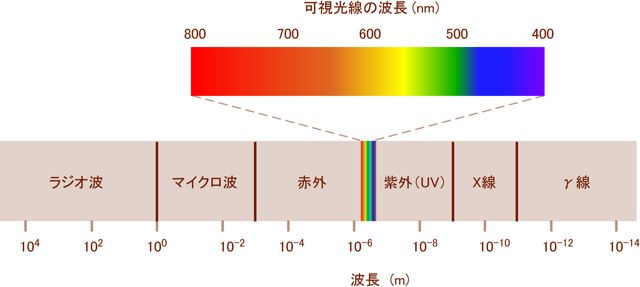 可視光線の波長 (nm)
800 700 600 500 400
ラジオ波 マイクロ波 赤外 紫外(UV) X線 γ線
10⁴ 10² 10⁰ 10⁻² 10⁻⁴ 10⁻⁶ 10⁻⁸ 10⁻¹⁰ 10⁻¹² 10⁻¹⁴
波長 (m)